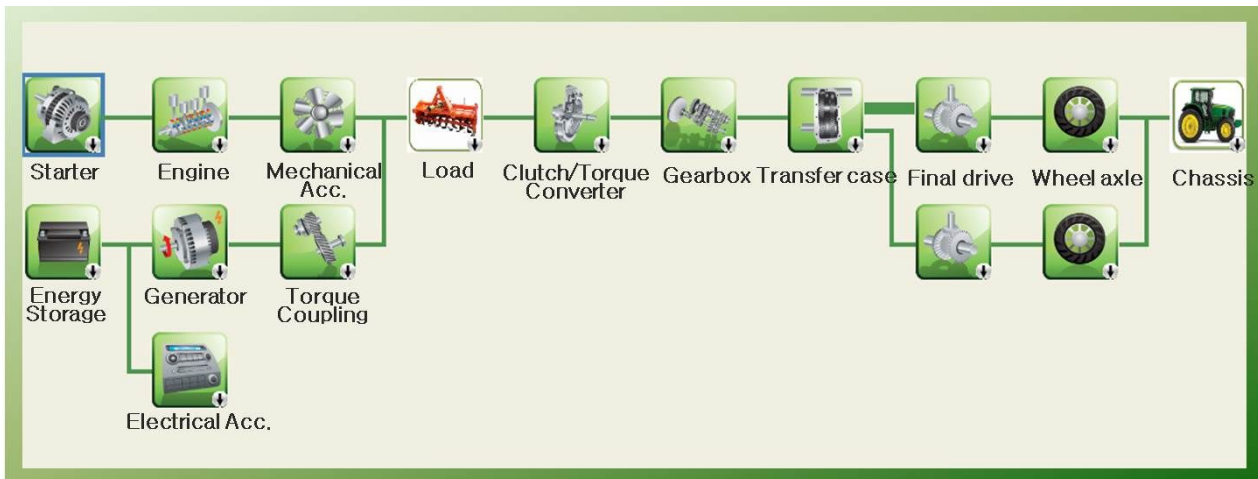 Starter
Engine
Mechanical
Acc.
Load
Clutch/Torque
Converter
Gearbox
Transfer case
Final drive
Wheel axle
Chassis
Energy
Storage
Generator
Torque
Coupling
Electrical Acc.